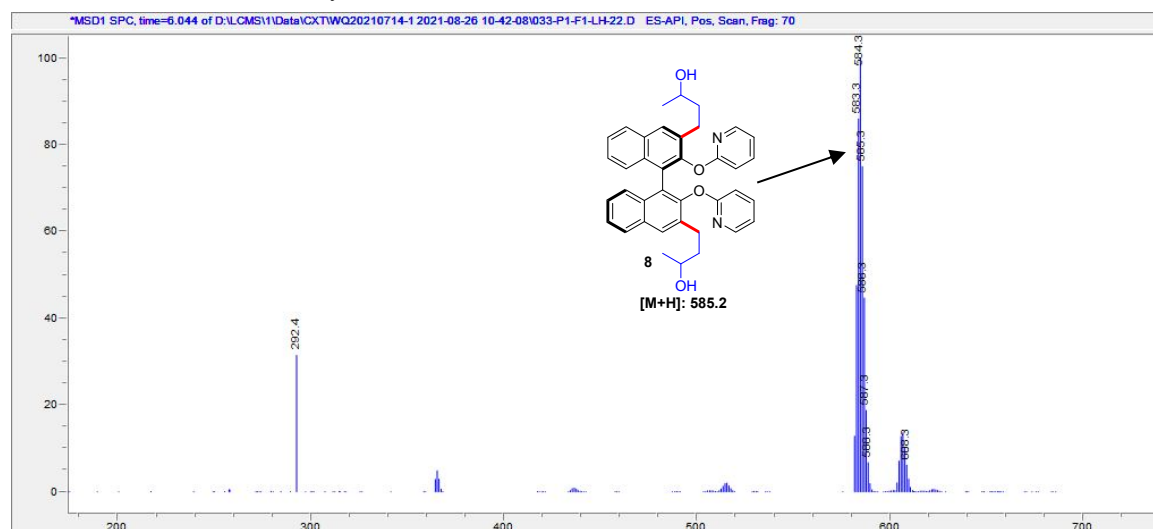 *MSD1 SPC, time=6.044 of D:\LCMS\1\Data\CXT\WQ20210714-1 2021-08-26 10-42-08\033-P1-F1-LH-22.D ES-API, Pos, Scan, Frag: 70
100
80
60
40
20
0
584.3
583.3
585.3
586.3
587.3
588.3
608.3
292.4
OH
N
O
O
N
8
OH
[M+H]: 585.2
200
300
400
500
600
700